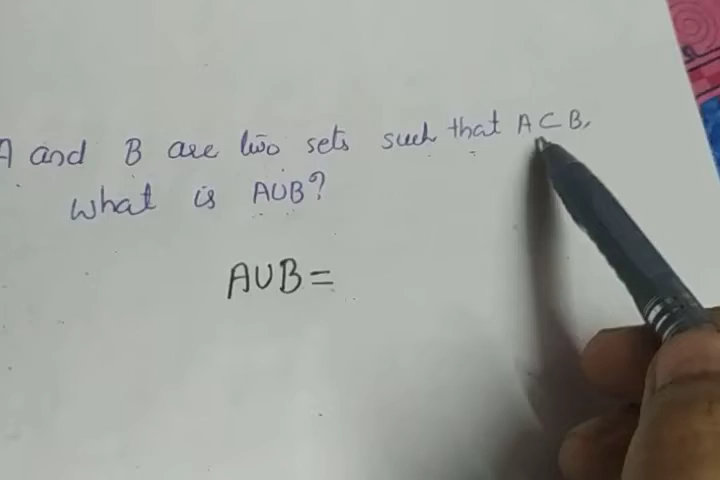 A and B are two sets such that A ⊂ B,
what is A∪B?
A∪B =